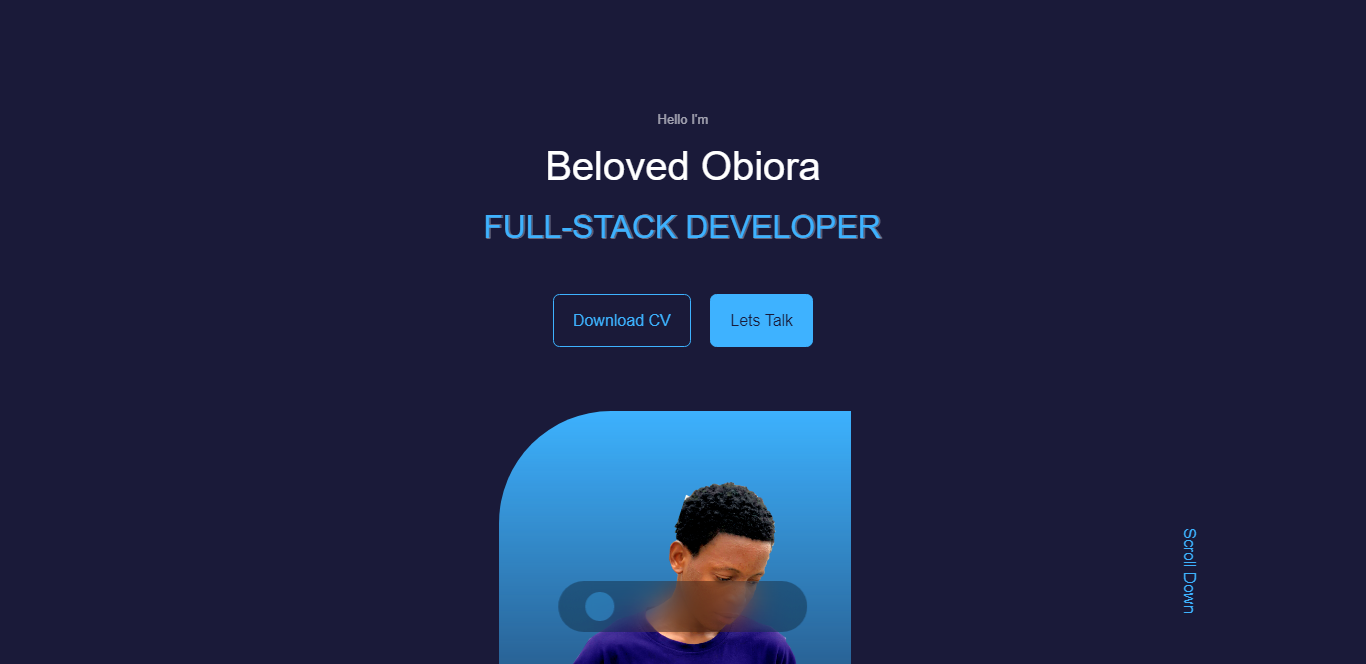 Hello I'm
Beloved Obiora
FULL-STACK DEVELOPER
Download CV
Lets Talk
Scroll Down